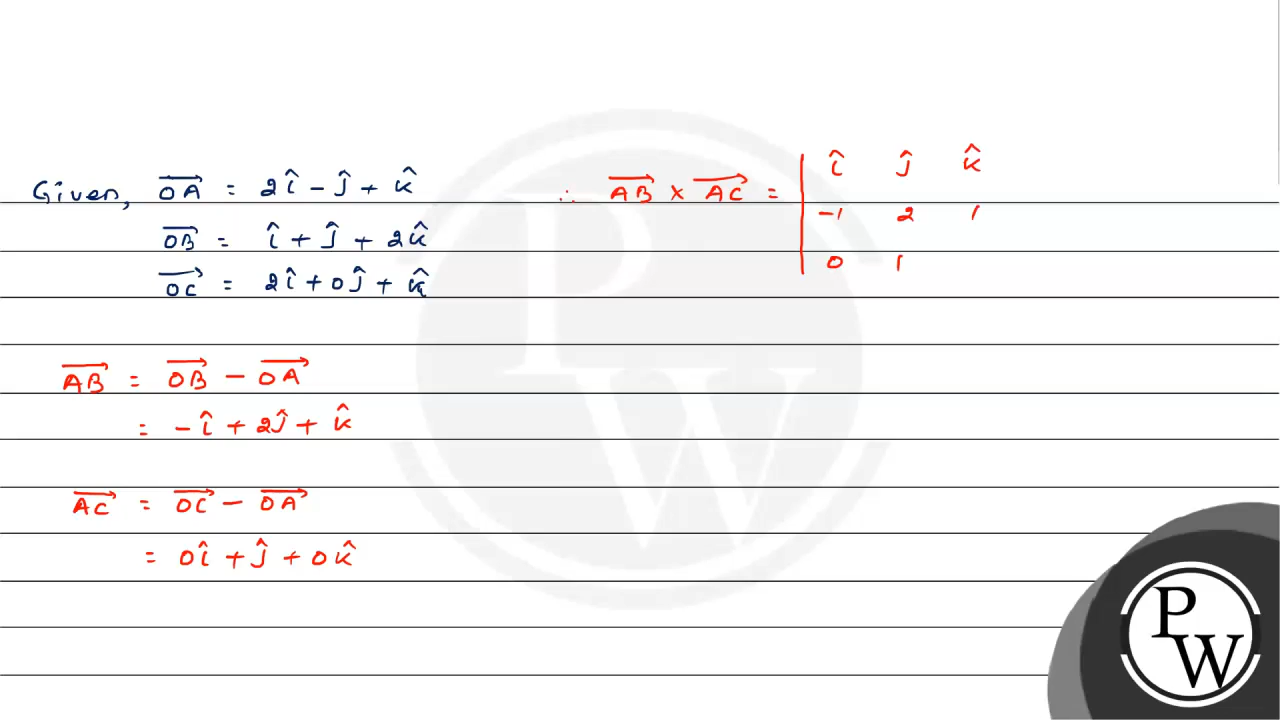 Given, →OA = 2î - ĵ + k̂
→OB = î + ĵ + 2k̂
→OC = 2î + 0ĵ + k̂
→AB = →OB - →OA
= -î + 2ĵ + k̂
→AC = →OC - →OA
= 0î + ĵ + 0k̂
∴ →AB × →AC = | î ĵ k̂
-1 2 1
0 1
PW
PW